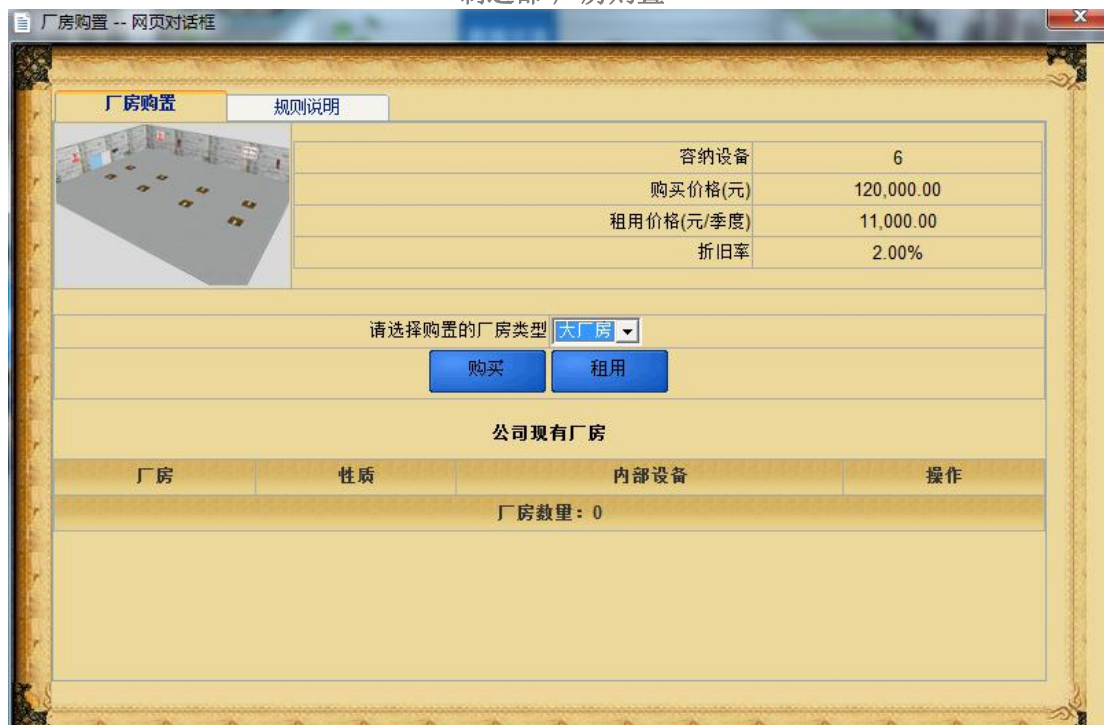 厂房购置 -- 网页对话框
厂房购置
规则说明
容纳设备 6
购买价格(元) 120,000.00
租用价格(元/季度) 11,000.00
折旧率 2.00%
请选择购置的厂房类型 大厂房
购买 租用
公司现有厂房
厂房 性质 内部设备 操作
厂房数里：0